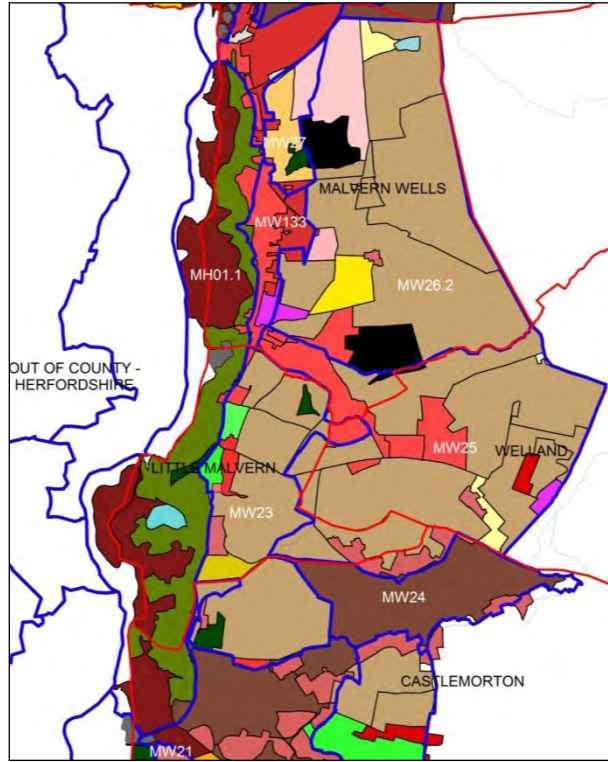 MW27
MALVERN WELLS
MW133
MH01.1
MW26.2
OUT OF COUNTY -
HERFORDSHIRE
MW25
WELLAND
LITTLE MALVERN
MW23
MW24
CASTLEMORTON
MW21